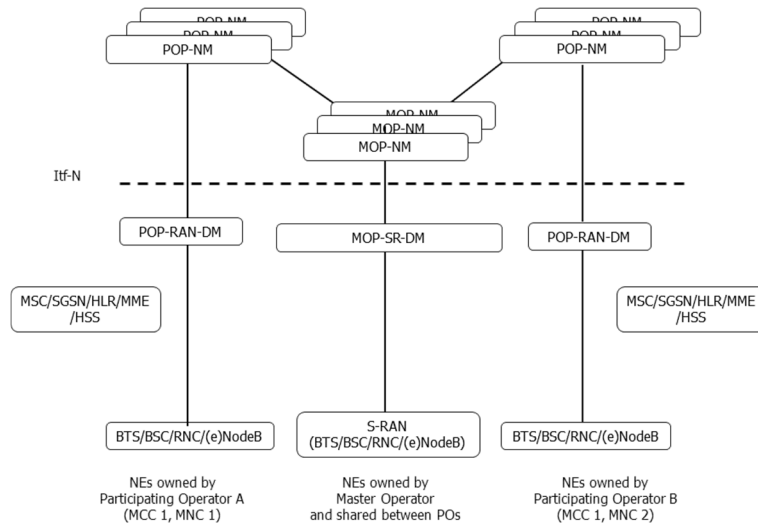 POP-NM
POP-NM
POP-NM
POP-NM
POP-NM
POP-NM
MOP-NM
MOP-NM
MOP-NM
Itf-N
POP-RAN-DM
MOP-SR-DM
POP-RAN-DM
MSC/SGSN/HLR/MME
/HSS
MSC/SGSN/HLR/MME
/HSS
BTS/BSC/RNC/(e)NodeB
S-RAN
(BTS/BSC/RNC/(e)NodeB)
BTS/BSC/RNC/(e)NodeB
NEs owned by
Participating Operator A
(MCC 1, MNC 1)
NEs owned by
Master Operator
and shared between POs
NEs owned by
Participating Operator B
(MCC 1, MNC 2)